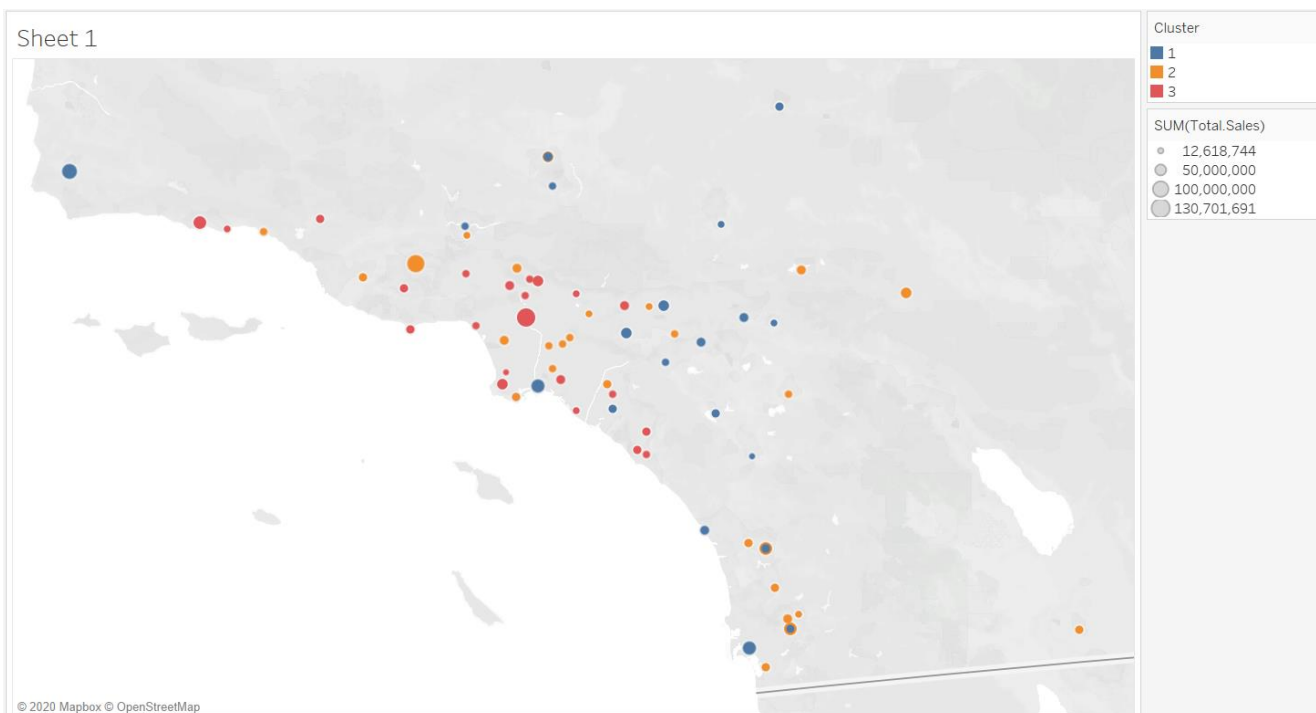 Sheet 1
Cluster
1
2
3
SUM(Total.Sales)
12,618,744
50,000,000
100,000,000
130,701,691
© 2020 Mapbox © OpenStreetMap